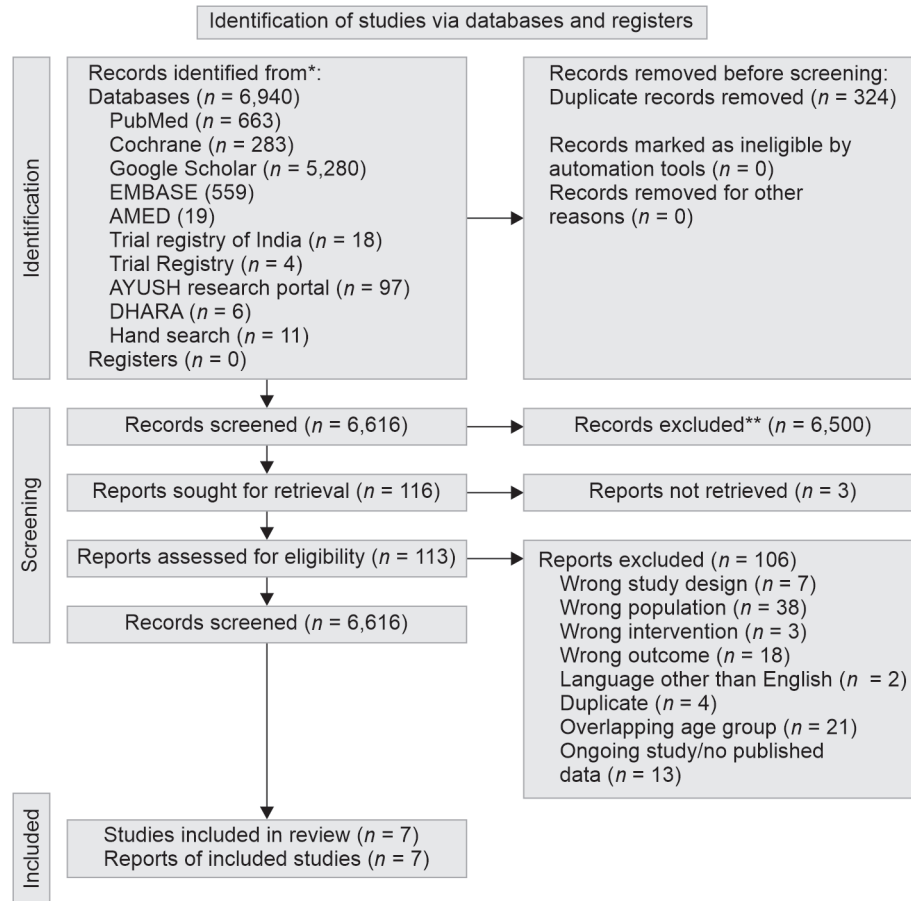 Identification of studies via databases and registers
Identification
Records identified from*:
Databases (n = 6,940)
PubMed (n = 663)
Cochrane (n = 283)
Google Scholar (n = 5,280)
EMBASE (559)
AMED (19)
Trial registry of India (n = 18)
Trial Registry (n = 4)
AYUSH research portal (n = 97)
DHARA (n = 6)
Hand search (n = 11)
Registers (n = 0)
Records removed before screening:
Duplicate records removed (n = 324)
Records marked as ineligible by
automation tools (n = 0)
Records removed for other
reasons (n = 0)
Screening
Records screened (n = 6,616)
Records excluded** (n = 6,500)
Reports sought for retrieval (n = 116)
Reports not retrieved (n = 3)
Reports assessed for eligibility (n = 113)
Reports excluded (n = 106)
Wrong study design (n = 7)
Wrong population (n = 38)
Wrong intervention (n = 3)
Wrong outcome (n = 18)
Language other than English (n = 2)
Duplicate (n = 4)
Overlapping age group (n = 21)
Ongoing study/no published
data (n = 13)
Records screened (n = 6,616)
Included
Studies included in review (n = 7)
Reports of included studies (n = 7)